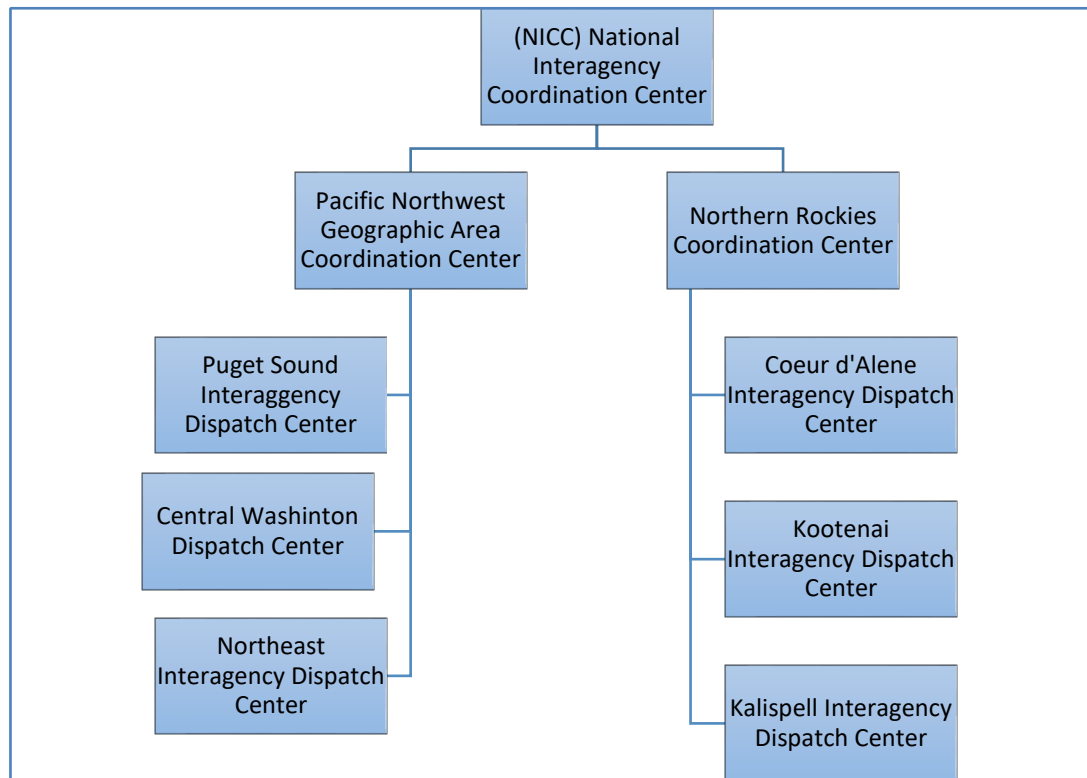 (NICC) National
Interagency
Coordination Center
Pacific Northwest
Geographic Area
Coordination Center
Northern Rockies
Coordination Center
Puget Sound
Interaggency
Dispatch Center
Central Washinton
Dispatch Center
Northeast
Interagency Dispatch
Center
Coeur d'Alene
Interagency Dispatch
Center
Kootenai
Interagency Dispatch
Center
Kalispell Interagency
Dispatch Center